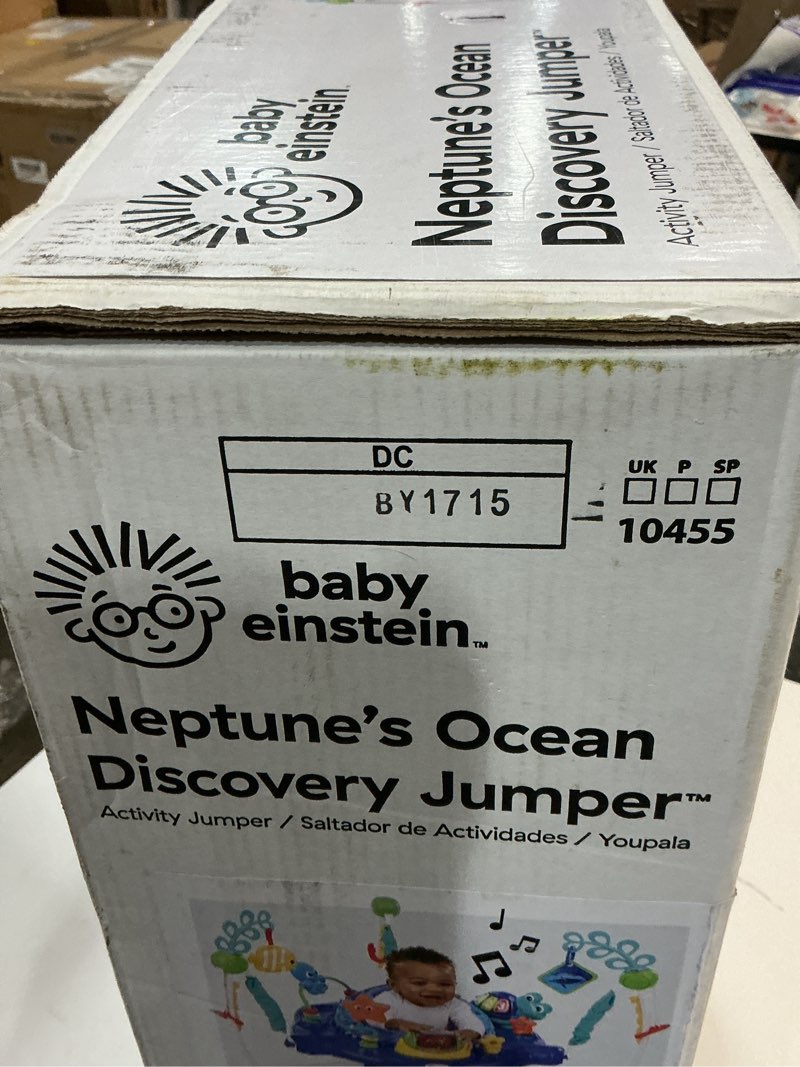 baby
einstein
Neptune's Ocean
Discovery Jumper™
Activity Jumper / Saltador de Actividades / Youpala
DC
BY1715
UK P SP
10455
baby
einstein™
Neptune's Ocean
Discovery Jumper™
Activity Jumper / Saltador de Actividades / Youpala